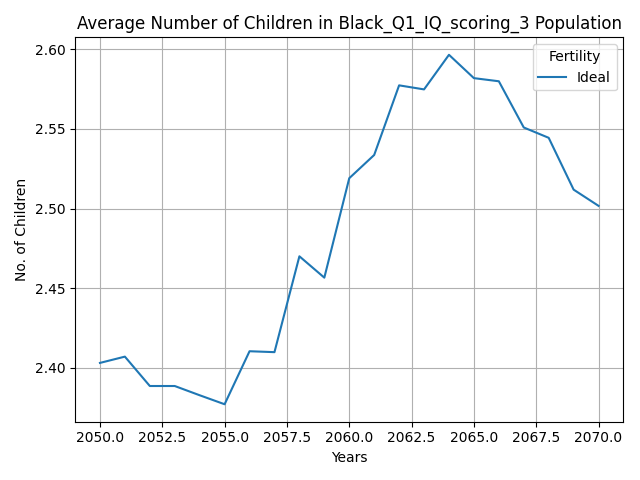 Average Number of Children in Black_Q1_IQ_scoring_3 Population
Fertility
Ideal
No. of Children
2.60
2.55
2.50
2.45
2.40
2050.0 2052.5 2055.0 2057.5 2060.0 2062.5 2065.0 2067.5 2070.0
Years